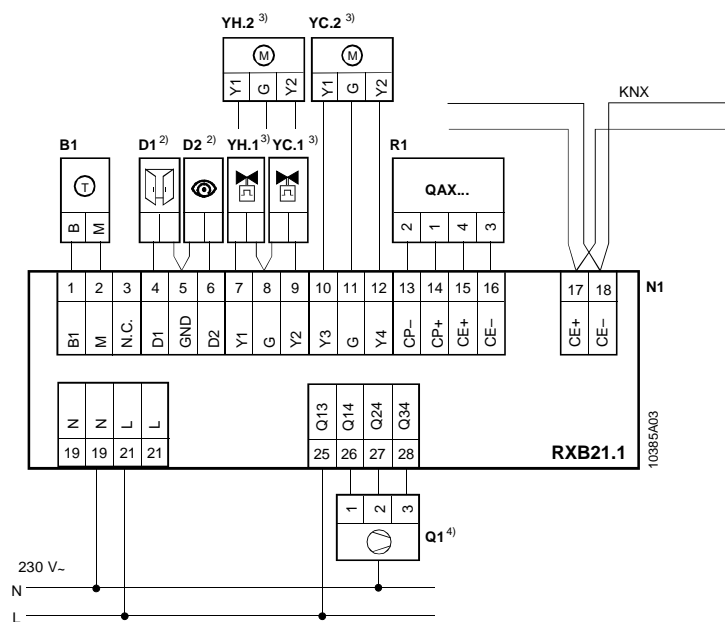 YH.2 3) YC.2 3)
M M
Y1 G Y2 Y1 G Y2
KNX
B1 D1 2) D2 2) YH.1 3) YC.1 3) R1
T QAX...
B M 2 1 4 3
1 2 3 4 5 6 7 8 9 10 11 12 13 14 15 16 17 18 N1
B1 M N.C. D1 GND D2 Y1 G Y2 Y3 G Y4 CP– CP+ CE+ CE– CE+ CE–
N N L L Q13 Q14 Q24 Q34
19 19 21 21 25 26 27 28 RXB21.1
10385A03
1 2 3
Q1 4)
230 V~
N
L